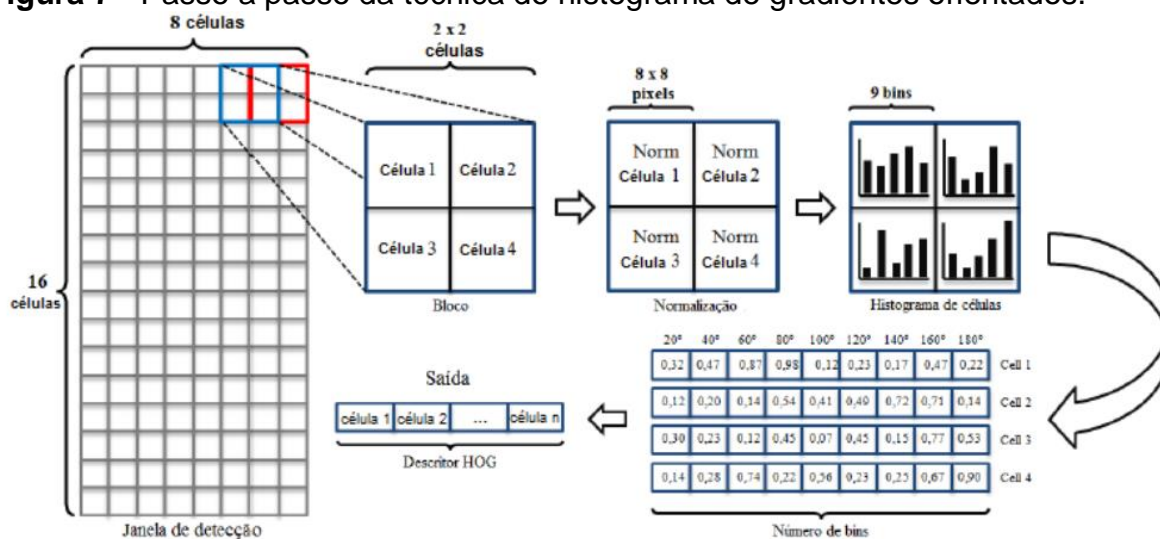 igura 7 - Passo a passo da técnica de histograma de gradientes orientados.
8 células
2 x 2
células
8 x 8
pixels
9 bins
16
células
Célula 1
Célula 2
Célula 3
Célula 4
Bloco
Norm
Célula 1
Norm
Célula 2
Norm
Célula 3
Norm
Célula 4
Normalização
Histograma de células
20° 40° 60° 80° 100° 120° 140° 160° 180°
0,32 0,47 0,87 0,98 0,12 0,23 0,17 0,47 0,22 Cell 1
0,12 0,20 0,14 0,54 0,41 0,49 0,72 0,71 0,14 Cell 2
0,30 0,23 0,12 0,45 0,07 0,45 0,15 0,77 0,53 Cell 3
0,14 0,28 0,74 0,22 0,56 0,23 0,25 0,67 0,90 Cell 4
Número de bins
Saída
célula 1 célula 2 ... célula n
Descritor HOG
Janela de detecção